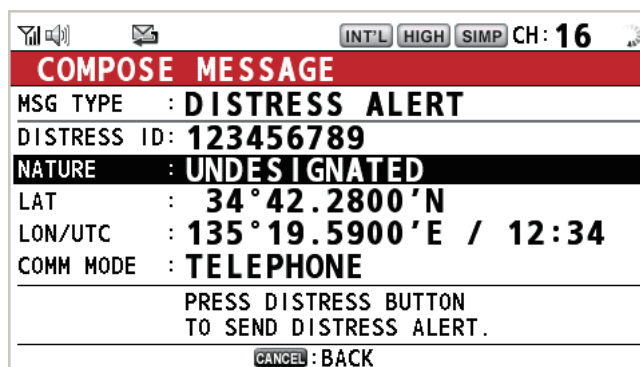 INT'L HIGH SIMP CH: 16
COMPOSE MESSAGE
MSG TYPE : DISTRESS ALERT
DISTRESS ID: 123456789
NATURE : UNDESIGNATED
LAT : 34°42.2800'N
LON/UTC : 135°19.5900'E / 12:34
COMM MODE : TELEPHONE
PRESS DISTRESS BUTTON
TO SEND DISTRESS ALERT.
CANCEL : BACK